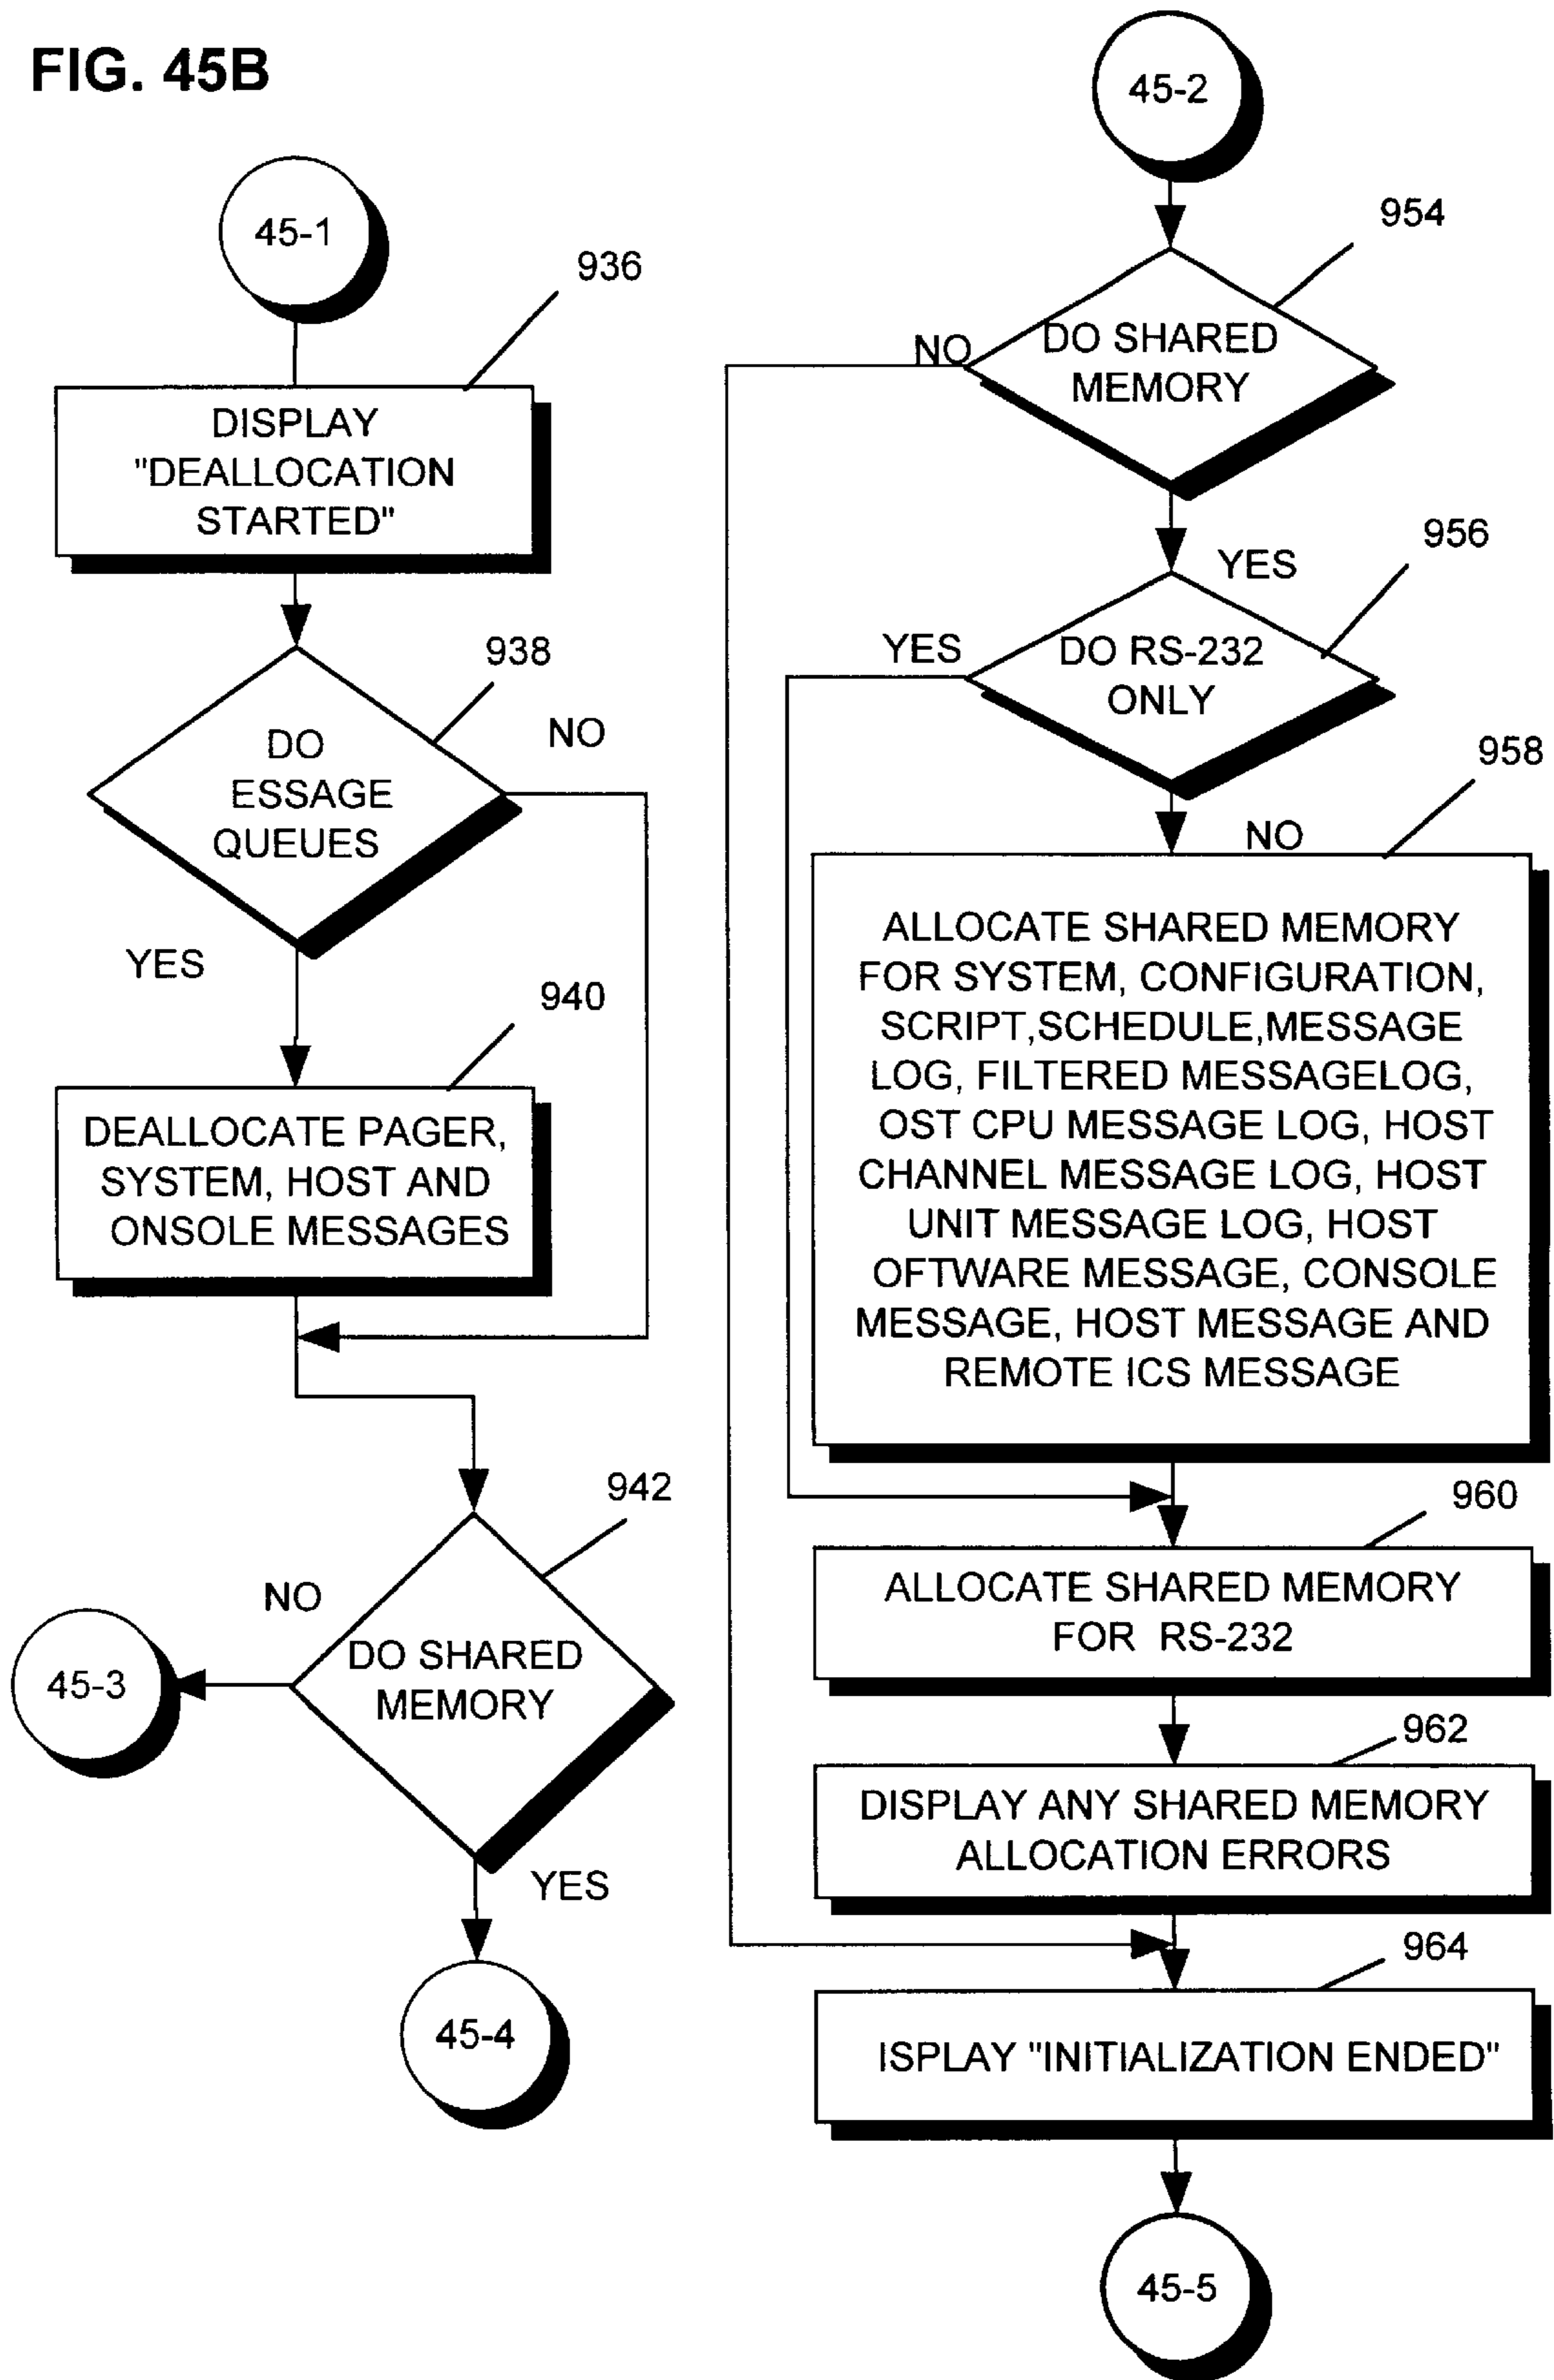 FIG. 45B
45-1
936
DISPLAY
"DEALLOCATION
STARTED"
938
DO
ESSAGE
QUEUES
NO
YES
940
DEALLOCATE PAGER,
SYSTEM, HOST AND
ONSOLE MESSAGES
942
NO
DO SHARED
MEMORY
45-3
YES
45-4
45-2
954
NO
DO SHARED
MEMORY
956
YES
YES
DO RS-232
ONLY
958
NO
ALLOCATE SHARED MEMORY
FOR SYSTEM, CONFIGURATION,
SCRIPT,SCHEDULE,MESSAGE
LOG, FILTERED MESSAGELOG,
OST CPU MESSAGE LOG, HOST
CHANNEL MESSAGE LOG, HOST
UNIT MESSAGE LOG, HOST
OFTWARE MESSAGE, CONSOLE
MESSAGE, HOST MESSAGE AND
REMOTE ICS MESSAGE
960
ALLOCATE SHARED MEMORY
FOR RS-232
962
DISPLAY ANY SHARED MEMORY
ALLOCATION ERRORS
964
ISPLAY "INITIALIZATION ENDED"
45-5